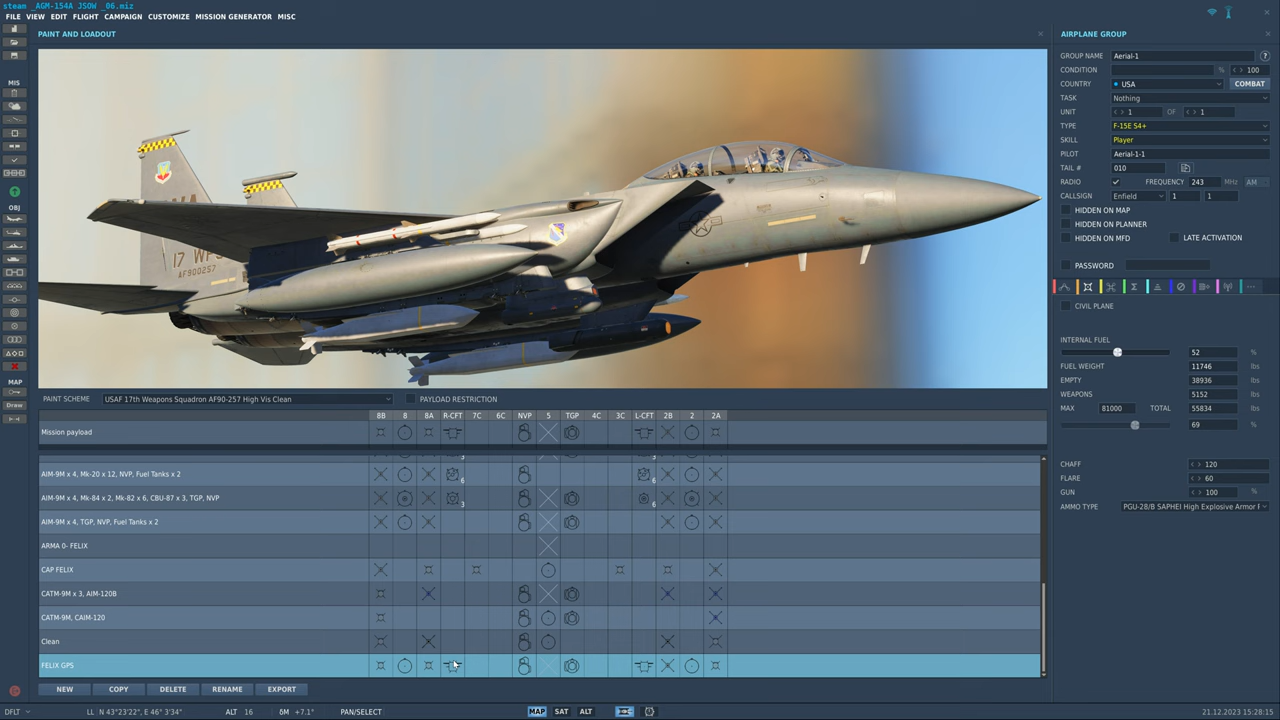 steam _AGM-154A JSOW _06.miz
FILE VIEW EDIT FLIGHT CAMPAIGN CUSTOMIZE MISSION GENERATOR MISC
PAINT AND LOADOUT
MIS
OBJ
MAP
Draw
17 WPS
AF900257
PAINT SCHEME USAF 17th Weapons Squadron AF90-257 High Vis Clean PAYLOAD RESTRICTION
8B 8 8A R-CFT 7C 6C NVP 5 TGP 4C 3C L-CFT 2B 2 2A
Mission payload
3 3
AIM-9M x 4, Mk-20 x 12, NVP, Fuel Tanks x 2 6 6
AIM-9M x 4, Mk-84 x 2, Mk-82 x 6, CBU-87 x 3, TGP, NVP 3 6
AIM-9M x 4, TGP, NVP, Fuel Tanks x 2
ARMA 0- FELIX
CAP FELIX
CATM-9M x 3, AIM-120B
CATM-9M, CAIM-120
Clean
FELIX GPS
NEW COPY DELETE RENAME EXPORT
AIRPLANE GROUP
GROUP NAME Aerial-1 ?
CONDITION % <> 100
COUNTRY USA COMBAT
TASK Nothing
UNIT <> 1 OF <> 1
TYPE F-15E S4+
SKILL Player
PILOT Aerial-1-1
TAIL # 010
RADIO FREQUENCY 243 MHz AM
CALLSIGN Enfield 1 1
HIDDEN ON MAP
HIDDEN ON PLANNER
HIDDEN ON MFD LATE ACTIVATION
PASSWORD
CIVIL PLANE
INTERNAL FUEL
52 %
FUEL WEIGHT 11746 lbs
EMPTY 38936 lbs
WEAPONS 5152 lbs
MAX 81000 TOTAL 55834 lbs
69 %
CHAFF <> 120
FLARE <> 60
GUN <> 100 %
AMMO TYPE PGU-28/B SAPHEI High Explosive Armor F
DFLT LL N 43°23'22", E 46° 3'34" ALT 16 δM +7.1° PAN/SELECT MAP SAT ALT 21.12.2023 15:28:15